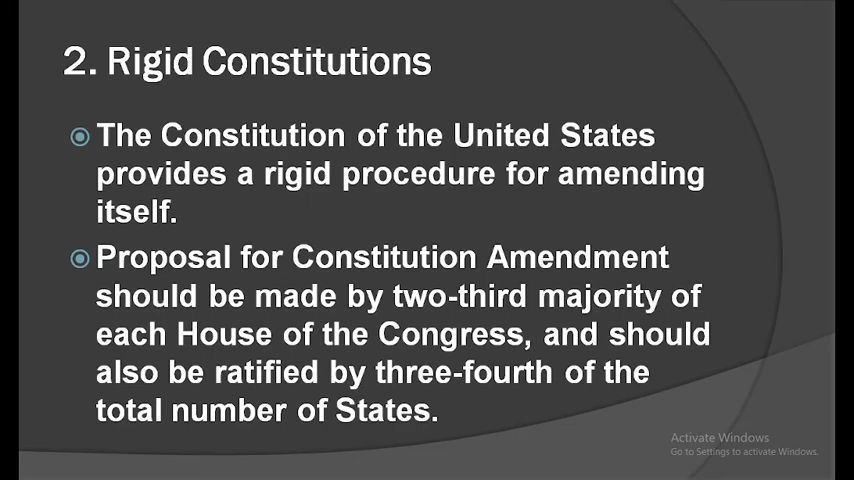 2. Rigid Constitutions
The Constitution of the United States
provides a rigid procedure for amending
itself.
Proposal for Constitution Amendment
should be made by two-third majority of
each House of the Congress, and should
also be ratified by three-fourth of the
total number of States.
Activate Windows
Go to Settings to activate Windows.